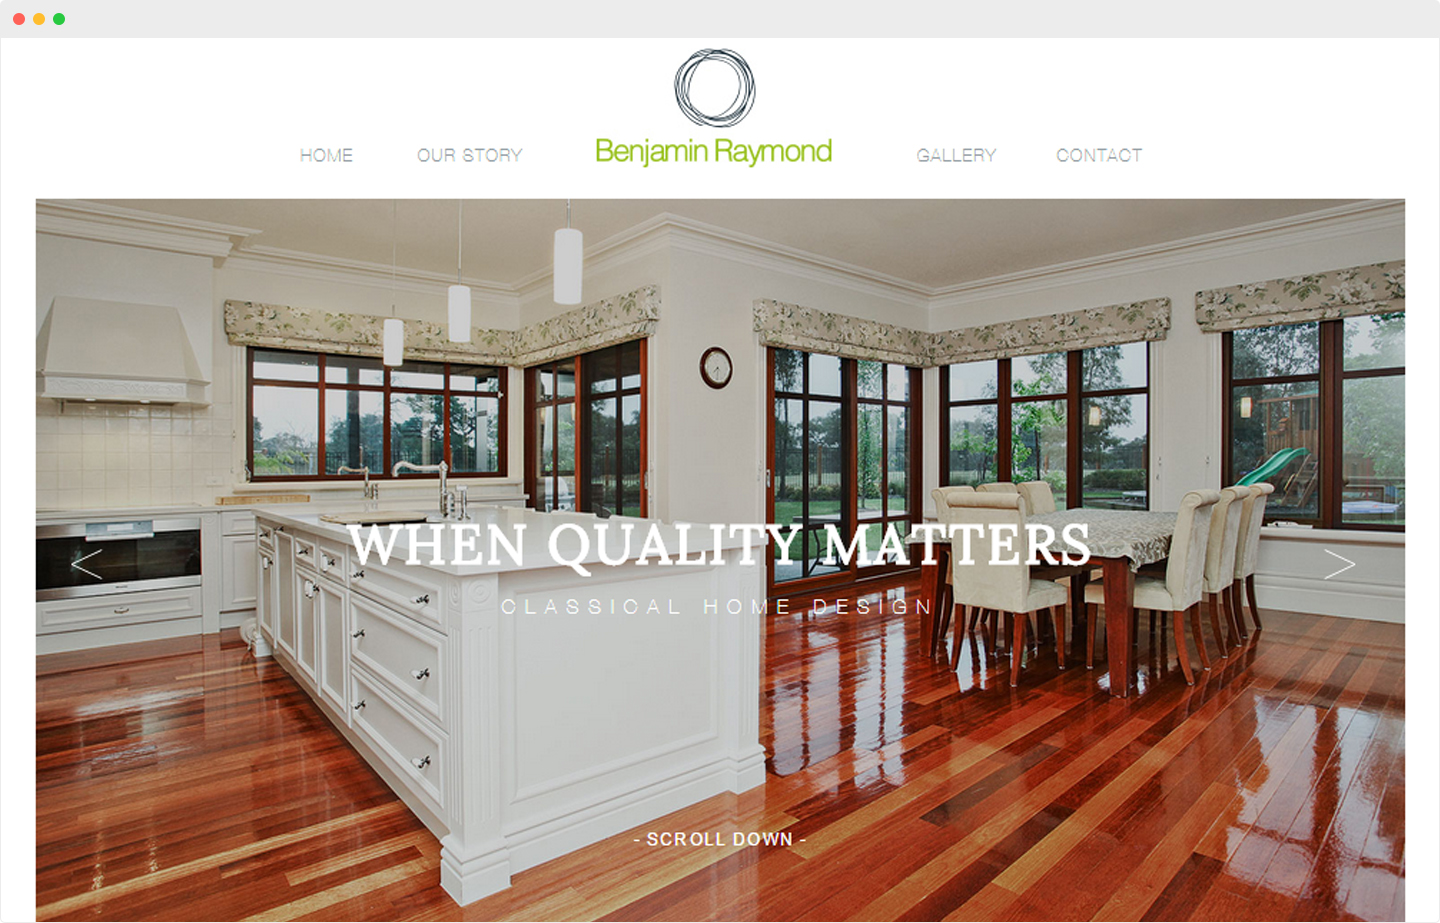 HOME
OUR STORY
Benjamin Raymond
GALLERY
CONTACT
WHEN QUALITY MATTERS
CLASSICAL HOME DESIGN
- SCROLL DOWN -